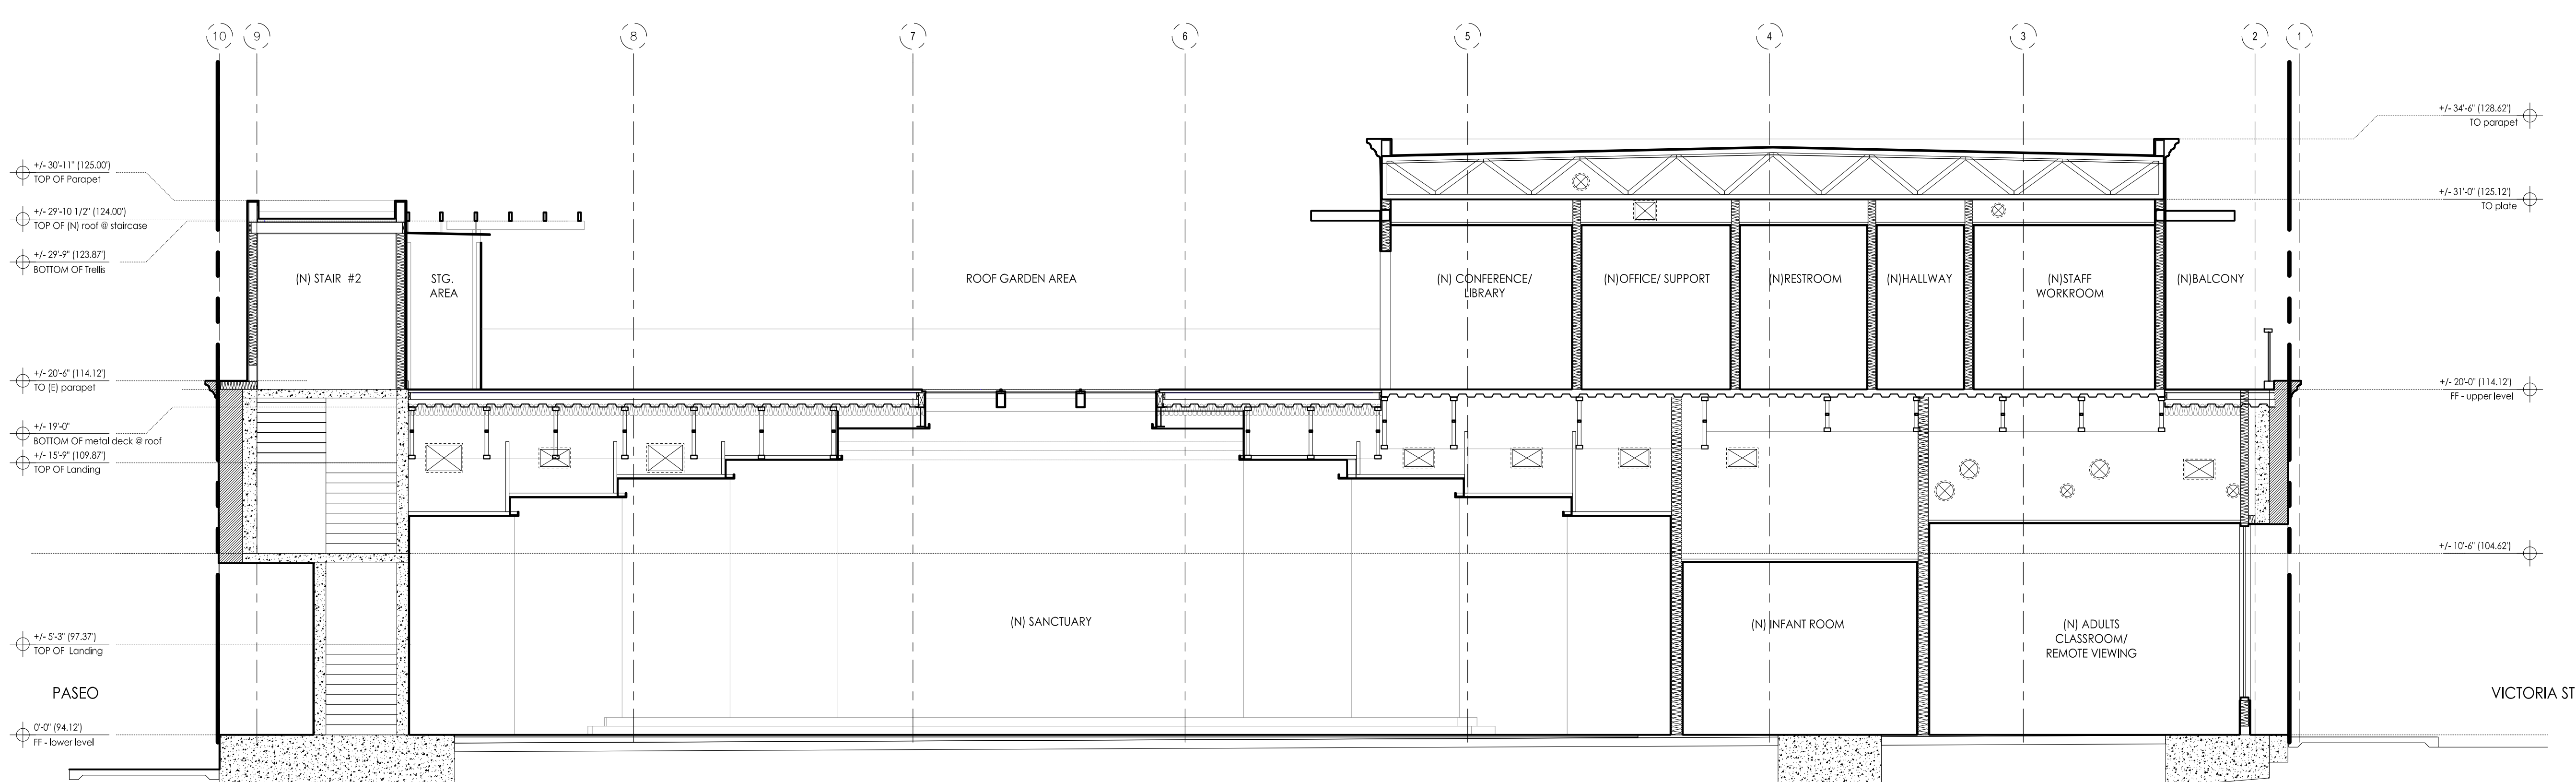 10
9
8
7
6
5
4
3
2
1
+/- 34'-6" (128.62')
TO parapet
+/- 30'-11" (125.00')
TOP OF Parapet
+/- 31'-0" (125.12')
TO plate
+/- 29'-10 1/2" (124.00')
TOP OF (N) roof @ staircase
+/- 29'-9" (123.87')
BOTTOM OF Trellis
(N) STAIR #2
STG.
AREA
ROOF GARDEN AREA
(N) CONFERENCE/
LIBRARY
(N)OFFICE/ SUPPORT
(N)RESTROOM
(N)HALLWAY
(N)STAFF
WORKROOM
(N)BALCONY
+/- 20'-6" (114.12')
TO (E) parapet
+/- 20'-0" (114.12')
FF - upper level
+/- 19'-0"
BOTTOM OF metal deck @ roof
+/- 15'-9" (109.87')
TOP OF Landing
+/- 10'-6" (104.62')
(N) SANCTUARY
(N) INFANT ROOM
(N) ADULTS
CLASSROOM/
REMOTE VIEWING
+/- 5'-3" (97.37')
TOP OF Landing
PASEO
VICTORIA ST
0'-0" (94.12')
FF - lower level